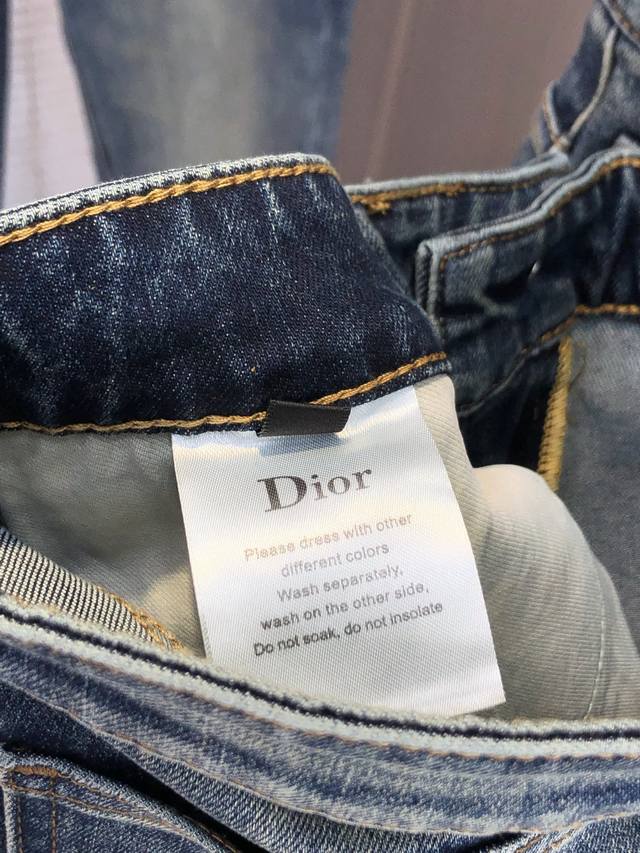 Dior
Please dress with other
different colors
Wash separately,
wash on the other side,
Do not soak, do not insolate